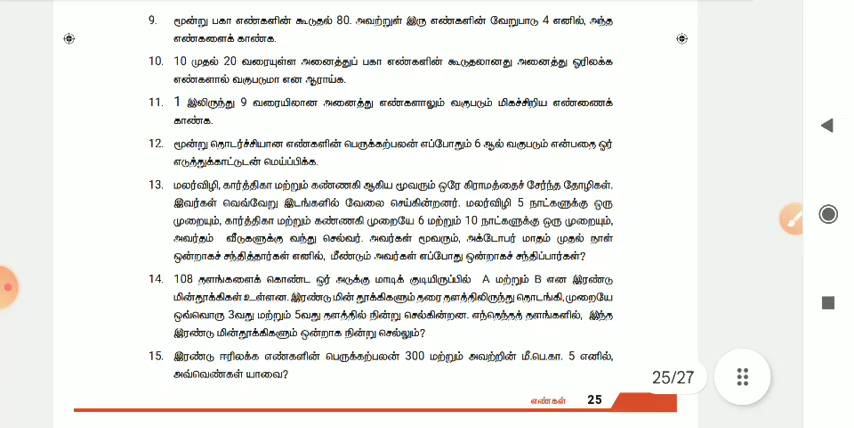 9. மூன்று பகா எண்களின் கூடுதல் 80. அவற்றுள் இரு எண்களின் வேறுபாடு 4 எனில், அந்த
எண்களைக் காண்க.
10. 10 முதல் 20 வரையுள்ள அனைத்துப் பகா எண்களின் கூடுதலானது அனைத்து ஓரிலக்க
எண்களால் வகுபடுமா என ஆராய்க.
11. 1 இலிருந்து 9 வரையிலான அனைத்து எண்களாலும் வகுபடும் மிகச்சிறிய எண்ணைக்
காண்க.
12. மூன்று தொடர்ச்சியான எண்களின் பெருக்கற்பலன் எப்போதும் 6 ஆல் வகுபடும் என்பதை ஓர்
எடுத்துக்காட்டுடன் மெய்ப்பிக்க.
13. மலர்விழி, கார்த்திகா மற்றும் கண்ணகி ஆகிய மூவரும் ஒரே கிராமத்தைச் சேர்ந்த தோழிகள்.
இவர்கள் வெவ்வேறு இடங்களில் வேலை செய்கின்றனர். மலர்விழி 5 நாட்களுக்கு ஒரு
முறையும், கார்த்திகா மற்றும் கண்ணகி முறையே 6 மற்றும் 10 நாட்களுக்கு ஒரு முறையும்,
அவர்தம் வீடுகளுக்கு வந்து செல்வர். அவர்கள் மூவரும், அக்டோபர் மாதம் முதல் நாள்
ஒன்றாகச் சந்தித்தார்கள் எனில், மீண்டும் அவர்கள் எப்போது ஒன்றாகச் சந்திப்பார்கள்?
14. 108 தளங்களைக் கொண்ட ஓர் அடுக்கு மாடிக் குடியிருப்பில் A மற்றும் B என இரண்டு
மின்தூக்கிகள் உள்ளன. இரண்டு மின் தூக்கிகளும் தரை தளத்திலிருந்து தொடங்கி, முறையே
ஒவ்வொரு 3வது மற்றும் 5வது தளத்தில் நின்று செல்கின்றன. எந்தெந்தத் தளங்களில், இந்த
இரண்டு மின்தூக்கிகளும் ஒன்றாக நின்று செல்லும்?
15. இரண்டு ஈரிலக்க எண்களின் பெருக்கற்பலன் 300 மற்றும் அவற்றின் மீ.பெ.கா. 5 எனில்,
அவ்வெண்கள் யாவை?
25/27
எண்கள் 25